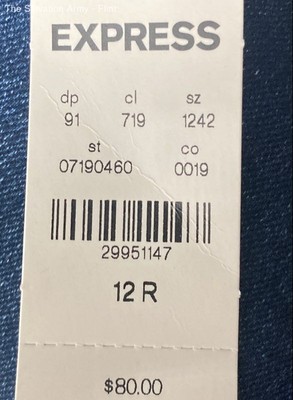 EXPRESS
dp cl sz
91 719 1242
st co
07190460 0019
29951147
12 R
$80.00